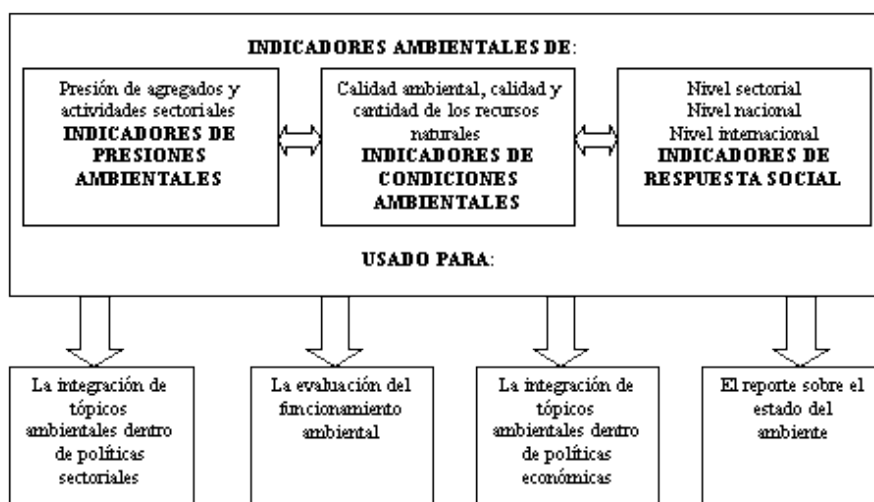 INDICADORES AMBIENTALES DE:
Presión de agregados y
actividades sectoriales
INDICADORES DE
PRESIONES
AMBIENTALES
Calidad ambiental, calidad y
cantidad de los recursos
naturales
INDICADORES DE
CONDICIONES
AMBIENTALES
Nivel sectorial
Nivel nacional
Nivel internacional
INDICADORES DE
RESPUESTA SOCIAL
USADO PARA:
La integración de
tópicos
ambientales dentro
de políticas
sectoriales
La evaluación del
funcionamiento
ambiental
La integración de
tópicos
ambientales dentro
de políticas
económicas
El reporte sobre el
estado del
ambiente